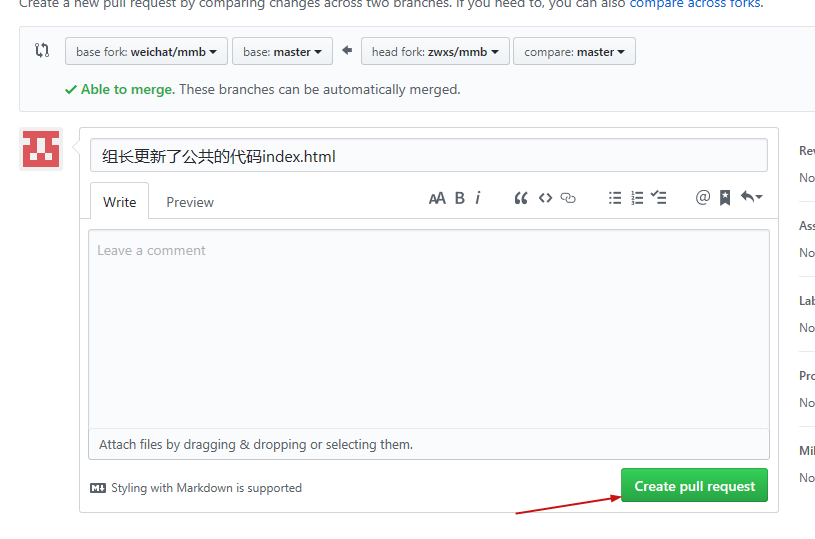 Create a new pull request by comparing changes across two branches. If you need to, you can also compare across forks.
base fork: weichat/mmb base: master head fork: zwxs/mmb compare: master
Able to merge. These branches can be automatically merged.
组长更新了公共的代码index.html
Rev
Write Preview AA B i @
No
Ass
No
Leave a comment
Lab
No
Pro
No
Attach files by dragging & dropping or selecting them.
Mil
No
Styling with Markdown is supported
Create pull request